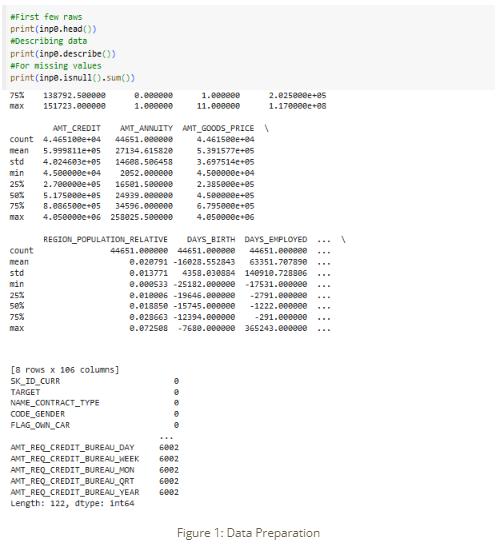 #First few raws
print(inp0.head())
#Describing data
print(inp0.describe())
#For missing values
print(inp0.isnull().sum())
75%    138792.500000    0.000000    1.000000    2.025000e+05
max    151723.000000    1.000000    11.000000    1.170000e+08
AMT_CREDIT    AMT_ANNUITY    AMT_GOODS_PRICE  \
count  4.465100e+04  44651.000000    4.461500e+04
mean   5.999811e+05  27134.615820    5.391577e+05
std    4.024603e+05  14608.506458    3.697514e+05
min    4.500000e+04  2052.000000    4.500000e+04
25%    2.700000e+05  16501.500000    2.385000e+05
50%    5.175000e+05  24939.000000    4.500000e+05
75%    8.086500e+05  34596.000000    6.795000e+05
max    4.050000e+06  258025.500000    4.050000e+06
REGION_POPULATION_RELATIVE    DAYS_BIRTH  DAYS_EMPLOYED  ...  \
count    44651.000000  44651.000000  44651.000000  ...
mean    0.020791 -16028.552843  63351.707890  ...
std    0.013771  4358.030884  140910.728806  ...
min    0.000533 -25182.000000  -17531.000000  ...
25%    0.010006 -19646.000000  -2791.000000  ...
50%    0.018850 -15745.000000  -1222.000000  ...
75%    0.028663 -12394.000000  -291.000000  ...
max    0.072508  -7680.000000  365243.000000  ...
[8 rows x 106 columns]
SK_ID_CURR    0
TARGET    0
NAME_CONTRACT_TYPE    0
CODE_GENDER    0
FLAG_OWN_CAR    0
...
AMT_REQ_CREDIT_BUREAU_DAY    6002
AMT_REQ_CREDIT_BUREAU_WEEK    6002
AMT_REQ_CREDIT_BUREAU_MON    6002
AMT_REQ_CREDIT_BUREAU_QRT    6002
AMT_REQ_CREDIT_BUREAU_YEAR    6002
Length: 122, dtype: int64
Figure 1: Data Preparation